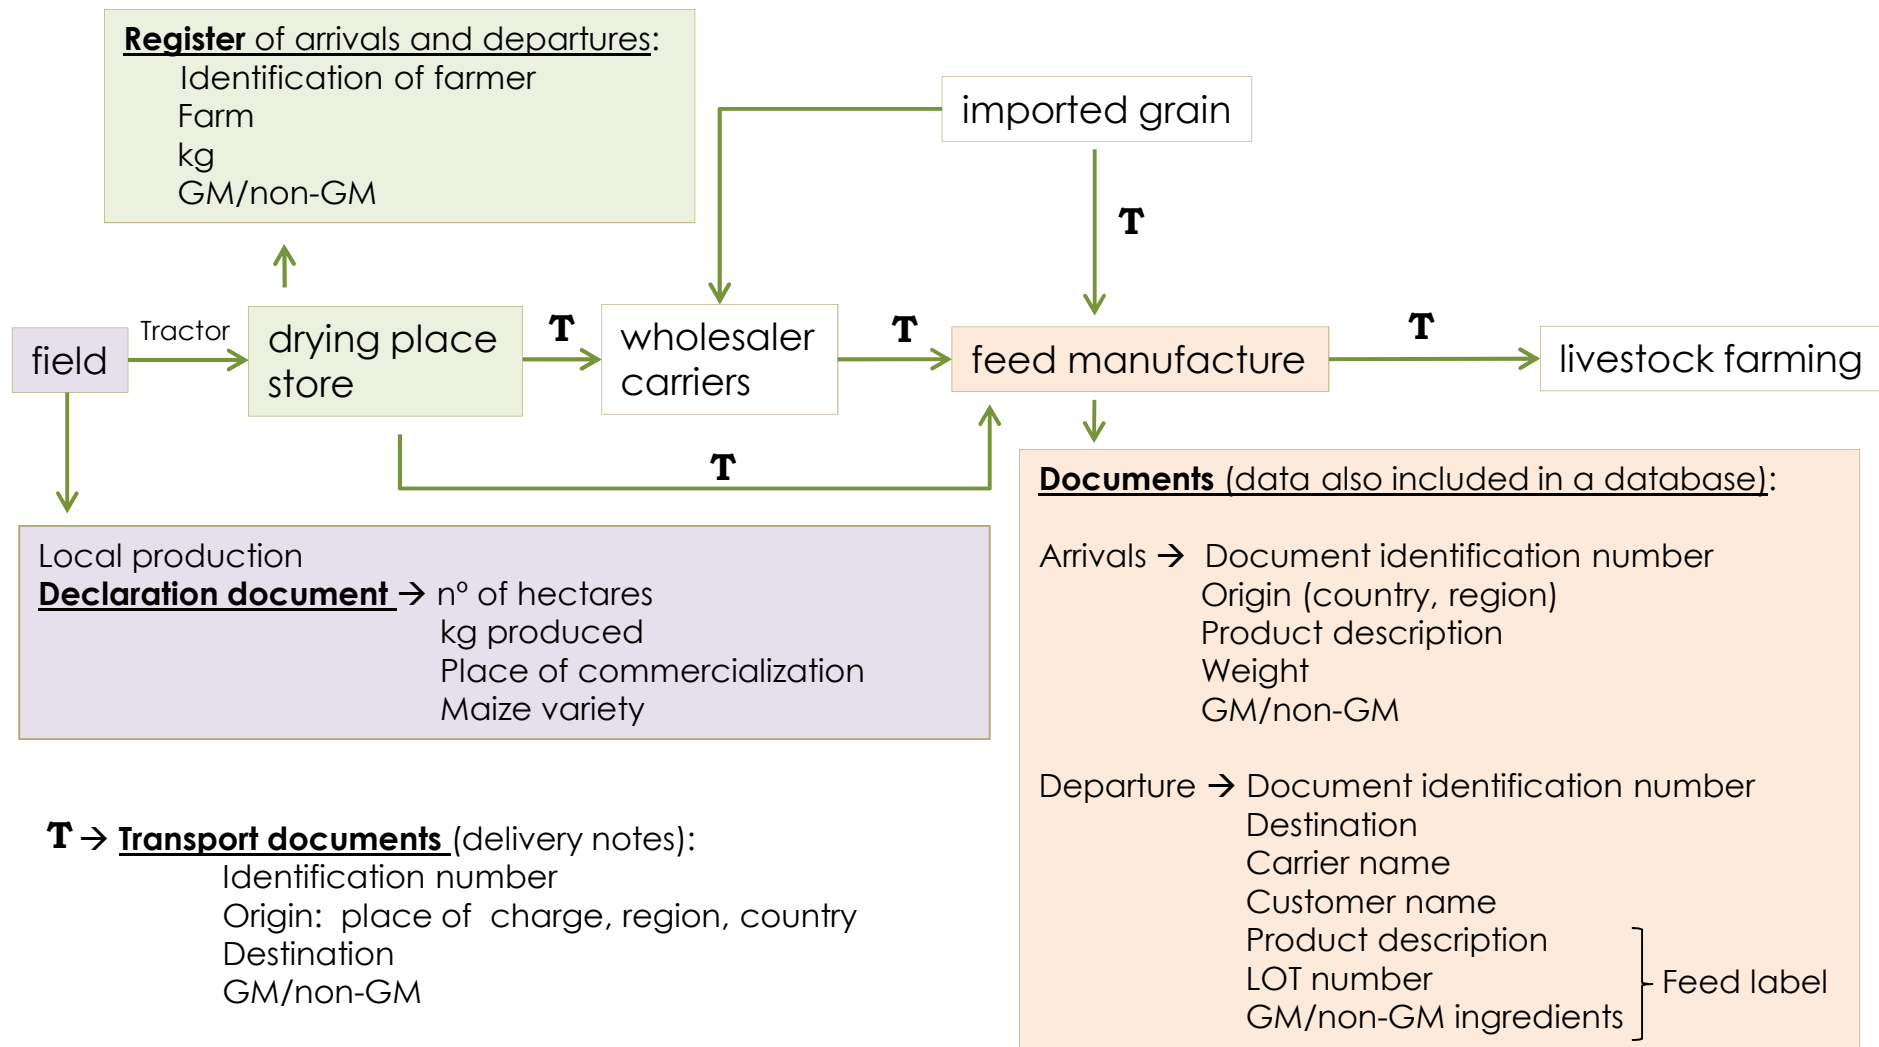 Register of arrivals and departures:
Identification of farmer
Farm
kg
GM/non-GM
imported grain
T
Tractor
field
drying place
store
T
wholesaler
carriers
T
feed manufacture
T
livestock farming
T
Local production
Declaration document → nº of hectares
kg produced
Place of commercialization
Maize variety
T → Transport documents (delivery notes):
Identification number
Origin: place of charge, region, country
Destination
GM/non-GM
Documents (data also included in a database):
Arrivals → Document identification number
Origin (country, region)
Product description
Weight
GM/non-GM
Departure → Document identification number
Destination
Carrier name
Customer name
Product description
LOT number
GM/non-GM ingredients
Feed label